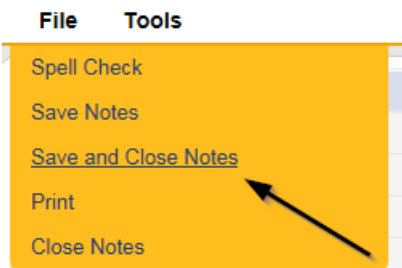 File Tools
Spell Check
Save Notes
Save and Close Notes
Print
Close Notes